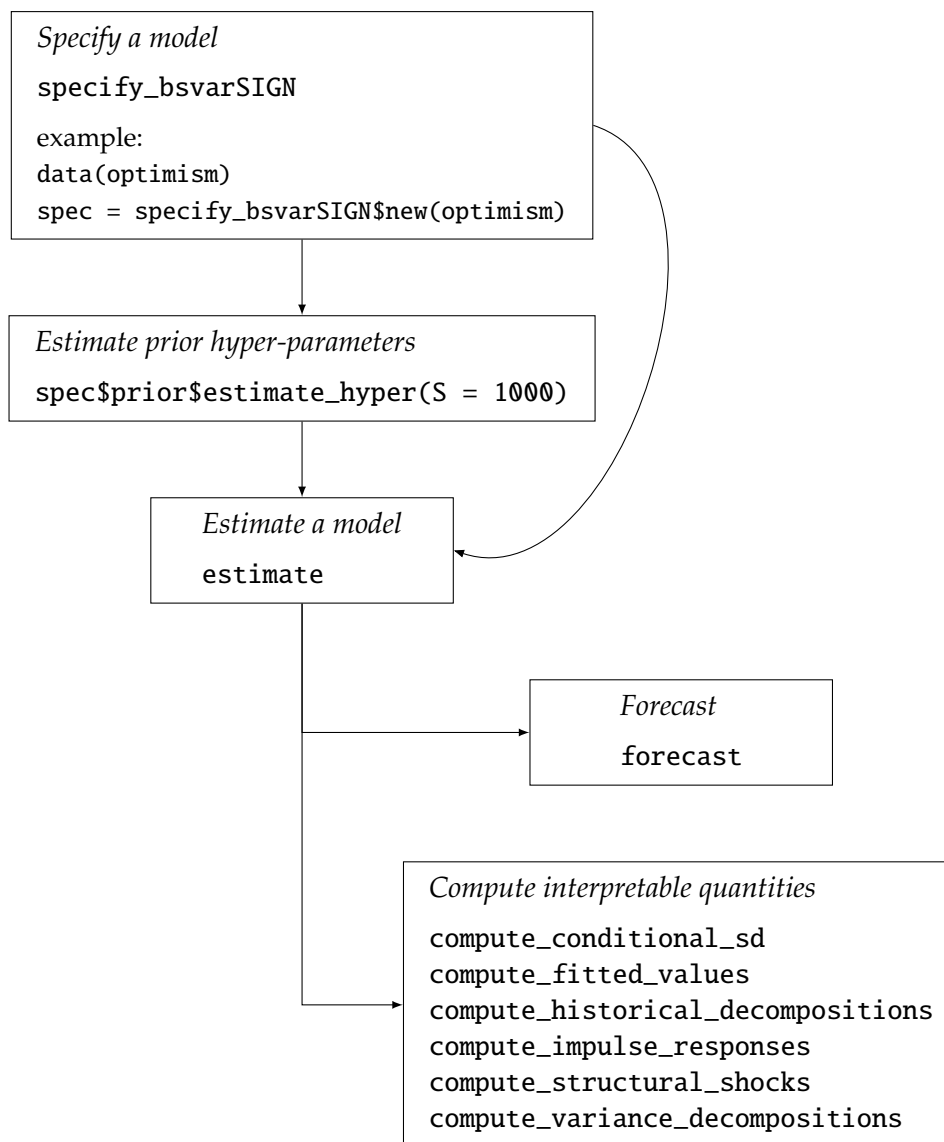 Specify a model
specify_bsvarSIGN
example:
data(optimism)
spec = specify_bsvarSIGN$new(optimism)
Estimate prior hyper-parameters
spec$prior$estimate_hyper(S = 1000)
Estimate a model
estimate
Forecast
forecast
Compute interpretable quantities
compute_conditional_sd
compute_fitted_values
compute_historical_decompositions
compute_impulse_responses
compute_structural_shocks
compute_variance_decompositions